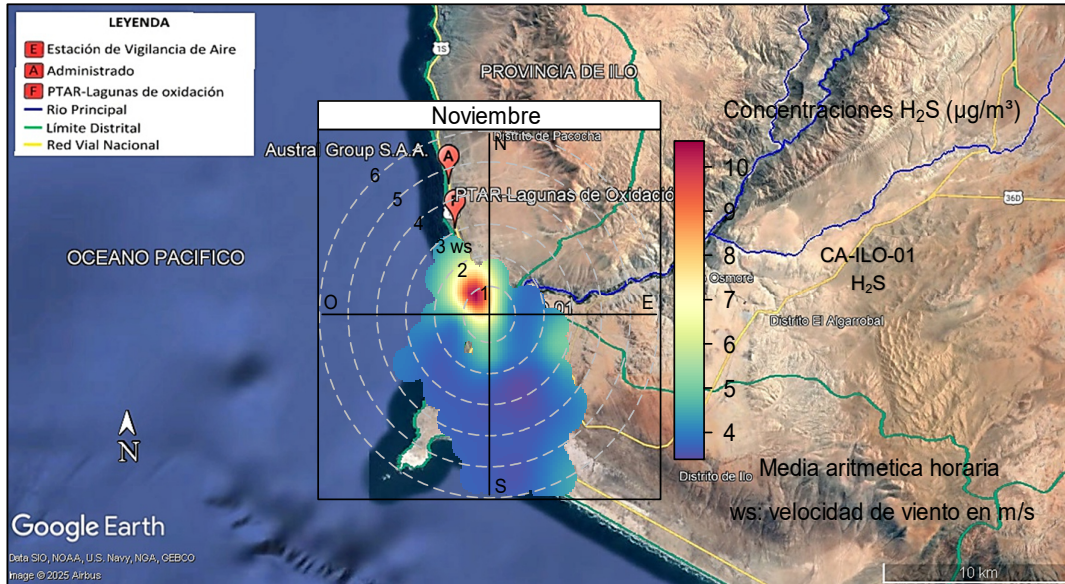 LEYENDA
E Estación de Vigilancia de Aire
A Administrado
F PTAR-Lagunas de oxidación
Rio Principal
Límite Distrital
Red Vial Nacional
1S
PROVINCIA DE ILO
Noviembre
Concentraciones H₂S (µg/m³)
Distrito de Pacocha
N
Austral Group S.A.A.
A
6
5
4
3 ws
2
1
PTAR-Lagunas de Oxidació
36D
OCEANO PACIFICO
CA-ILO-01
H₂S
Osmore
O
E
01
Distrito El Algarrobal
10
9
8
7
6
5
4
N
S
Distrito de Ilo
Media aritmetica horaria
ws: velocidad de viento en m/s
Google Earth
Data SIO, NOAA, U.S. Navy, NGA, GEBCO
Image © 2025 Airbus
10 km